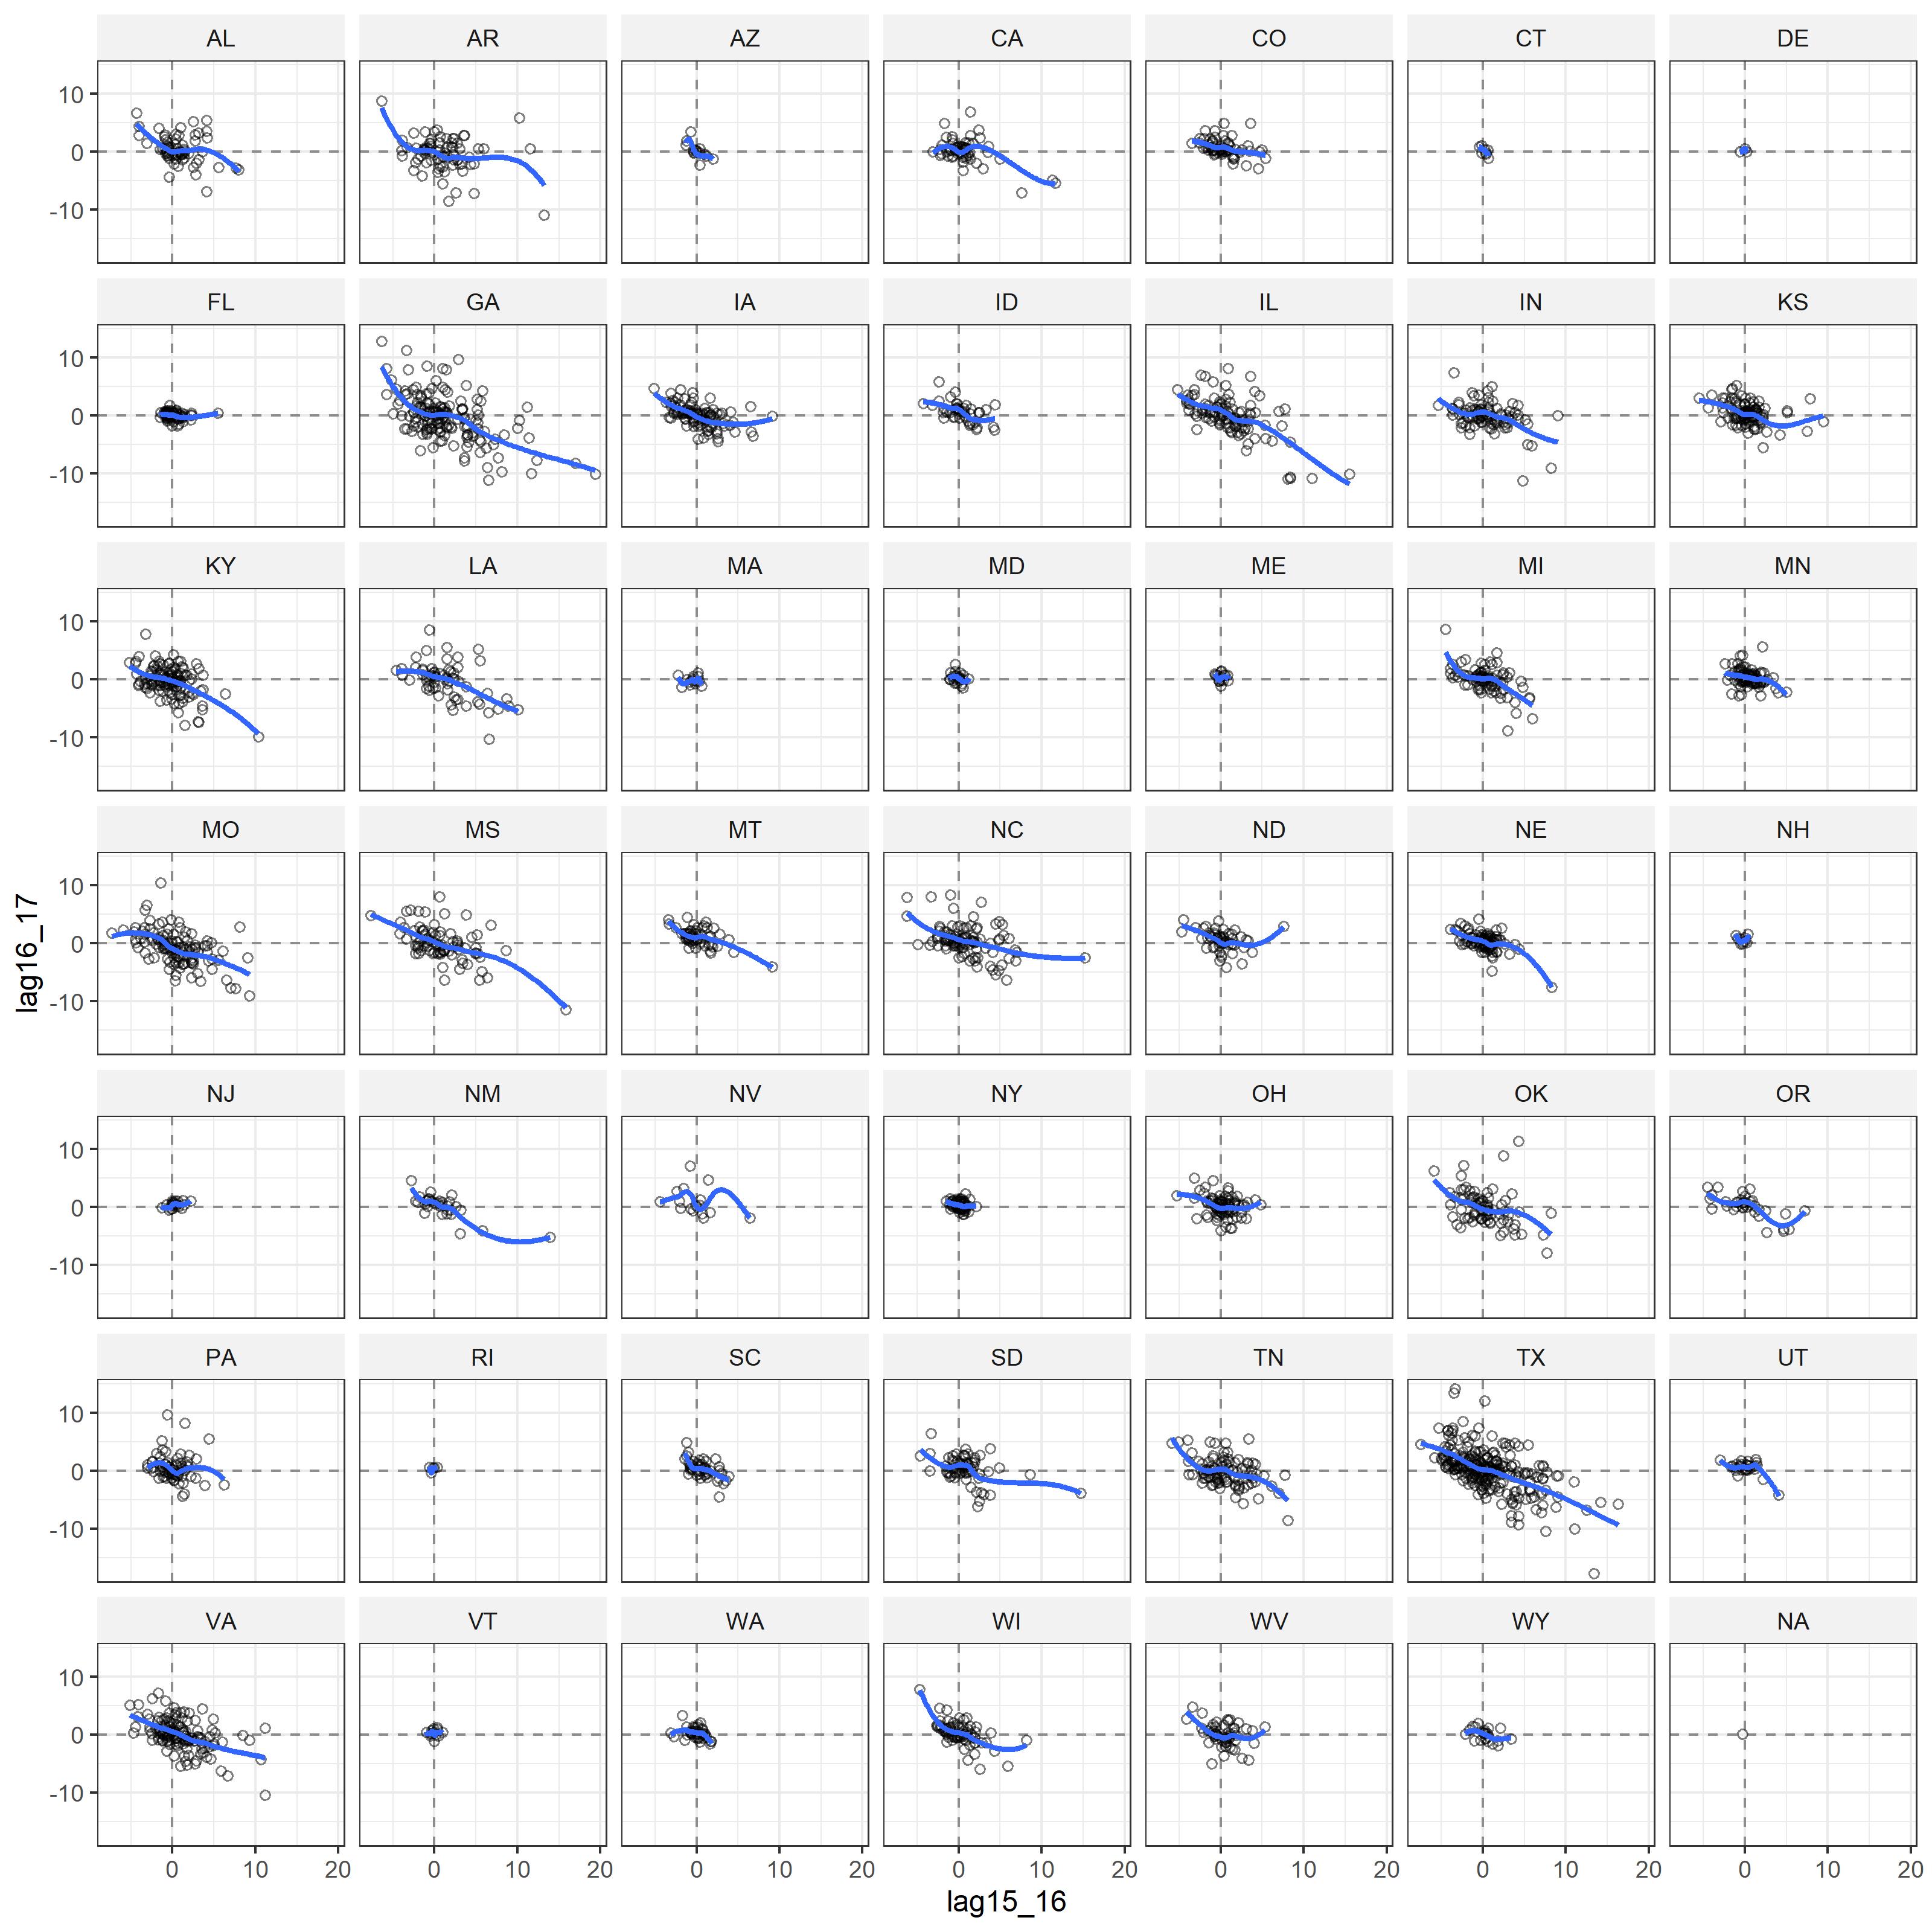 AL AR AZ CA CO CT DE
10
0
-10
FL GA IA ID IL IN KS
10
0
-10
KY LA MA MD ME MI MN
10
0
-10
MO MS MT NC ND NE NH
10
0
-10
NJ NM NV NY OH OK OR
10
0
-10
PA RI SC SD TN TX UT
10
0
-10
VA VT WA WI WV WY NA
10
0
-10
0 10 20 0 10 20 0 10 20 0 10 20 0 10 20 0 10 20 0 10 20
lag15_16
lag16_17